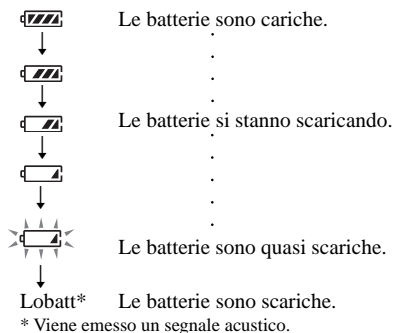 Le batterie sono cariche.
Le batterie si stanno scaricando.
Le batterie sono quasi scariche.
Lobatt* Le batterie sono scariche.
* Viene emesso un segnale acustico.